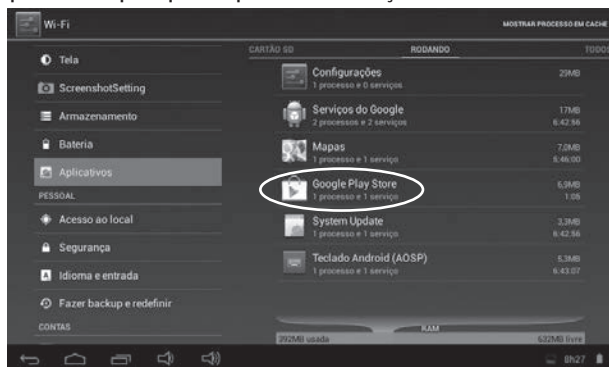 Wi-Fi
MOSTRAR PROCESSO EM CACHE
Tela
ScreenshotSetting
Armazenamento
Bateria
Aplicativos
PESSOAL
Acesso ao local
Segurança
Idioma e entrada
Fazer backup e redefinir
CONTAS
CARTÃO SD RODANDO TODOS
Configurações
1 processo e 0 serviços
29MB
Serviços do Google
2 processos e 2 serviços
17MB
6:42:56
Mapas
1 processo e 1 serviço
7,0MB
5:46:00
Google Play Store
1 processo e 1 serviço
6,9MB
1:05
System Update
1 processo e 1 serviço
2,3MB
6:42:56
Teclado Android (AOSP)
1 processo e 1 serviço
6:43:07
RAM
392MB usada 632MB livre
8h27